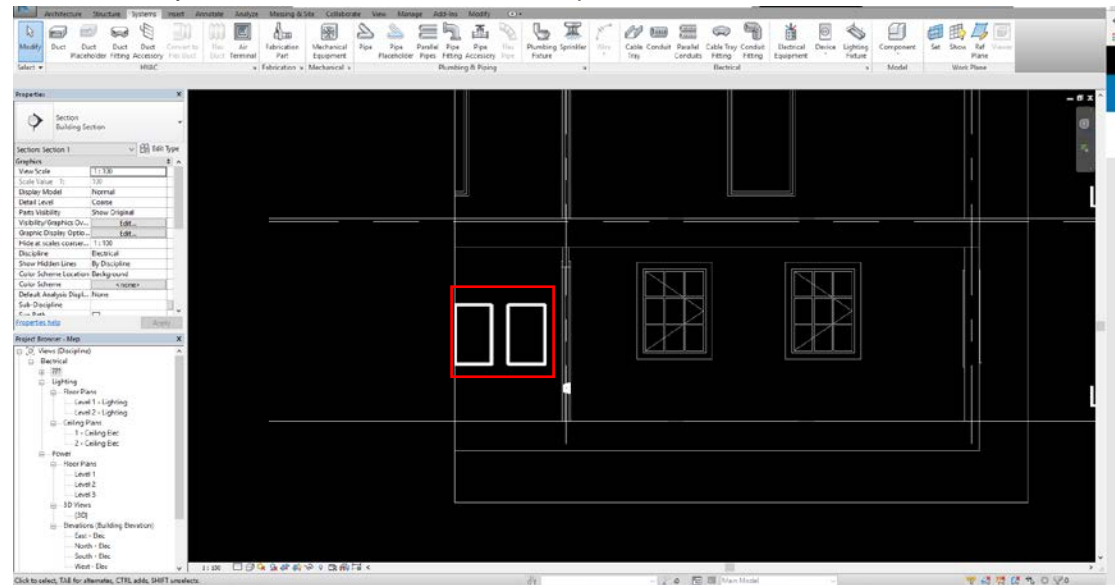 Architecture Structure Systems Insert Annotate Analyze Massing & Site Collaborate View Manage Add-Ins Modify
Modify Duct Duct Placeholder Duct Fitting Duct Accessory Convert to Flex Duct Flex Duct Air Terminal Fabrication Part Mechanical Equipment Pipe Pipe Placeholder Parallel Pipes Pipe Fitting Pipe Accessory Flex Pipe Plumbing Fixture Sprinkler Wire Cable Tray Conduit Parallel Conduits Cable Tray Fitting Conduit Fitting Electrical Equipment Device Lighting Fixture Component Set Show Ref Plane Viewer
Select HVAC Fabrication Mechanical Plumbing & Piping Electrical Model Work Plane
Properties X
Section
Building Section
Section: Section 1 Edit Type
Graphics
View Scale 1 : 100
Scale Value 1: 100
Display Model Normal
Detail Level Coarse
Parts Visibility Show Original
Visibility/Graphics Ov... Edit...
Graphic Display Optio... Edit...
Hide at scales coarser... 1 : 100
Discipline Electrical
Show Hidden Lines By Discipline
Color Scheme Location Background
Color Scheme <none>
Default Analysis Displ... None
Sub-Discipline
Sun Path
Properties help Apply
Project Browser - Mep X
Views (Discipline)
Electrical
???
Lighting
Floor Plans
Level 1 - Lighting
Level 2 - Lighting
Ceiling Plans
1 - Ceiling Elec
2 - Ceiling Elec
Power
Floor Plans
Level 1
Level 2
Level 3
3D Views
{3D}
Elevations (Building Elevation)
East - Elec
North - Elec
South - Elec
West - Elec
1 : 100
Click to select, TAB for alternates, CTRL adds, SHIFT unselects. Main Model